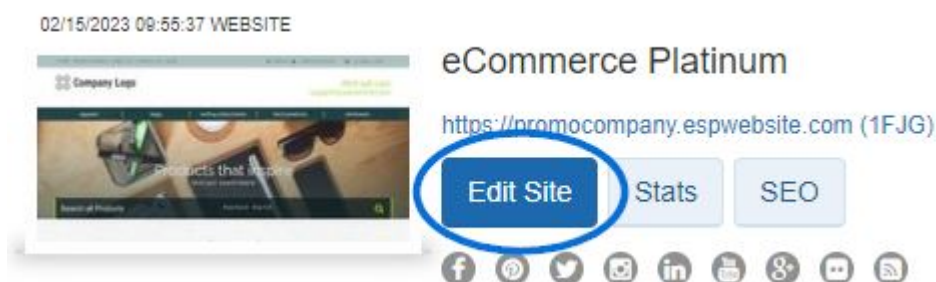 02/15/2023 09:55:37 WEBSITE
eCommerce Platinum
https://promocompany.espwebsite.com (1FJG)
Edit Site
Stats
SEO
Company Logo
Products that inspire
Search all Products